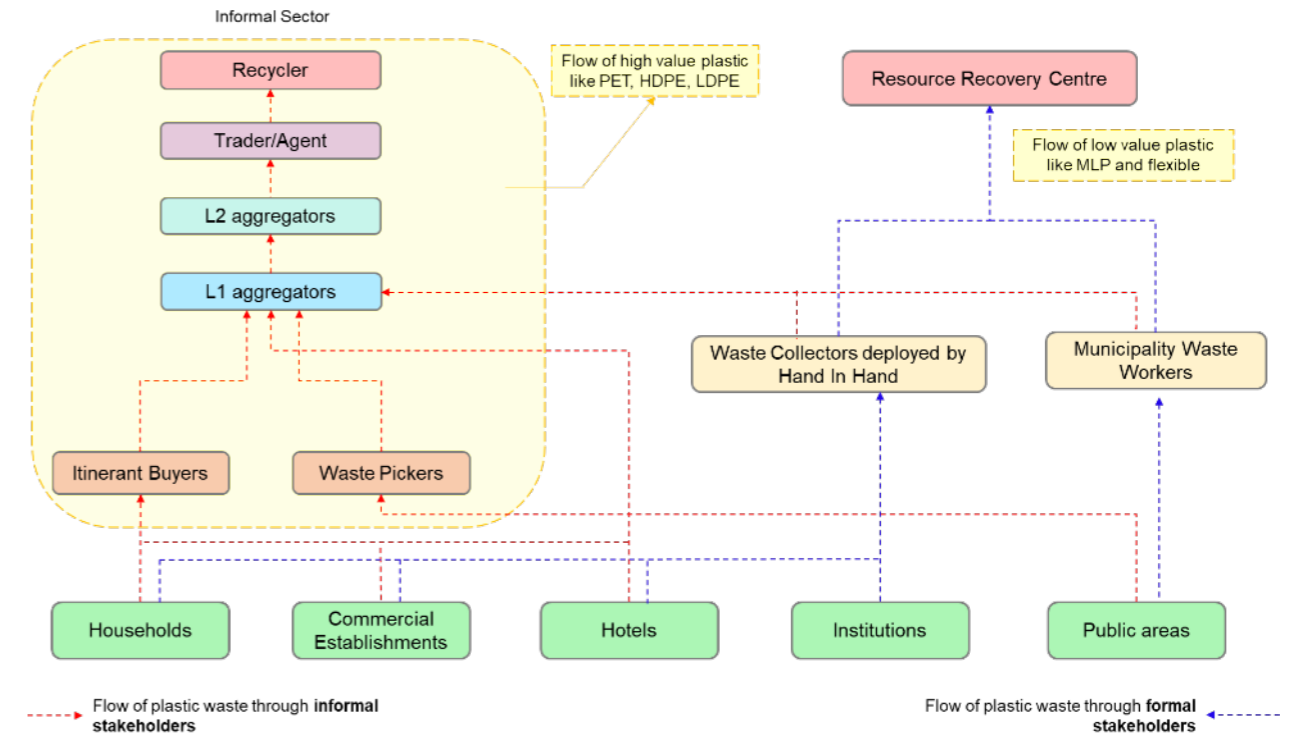 Informal Sector
Recycler
Flow of high value plastic
like PET, HDPE, LDPE
Resource Recovery Centre
Trader/Agent
Flow of low value plastic
like MLP and flexible
L2 aggregators
L1 aggregators
Waste Collectors deployed by
Hand In Hand
Municipality Waste
Workers
Itinerant Buyers
Waste Pickers
Households
Commercial
Establishments
Hotels
Institutions
Public areas
Flow of plastic waste through informal
stakeholders
Flow of plastic waste through formal
stakeholders